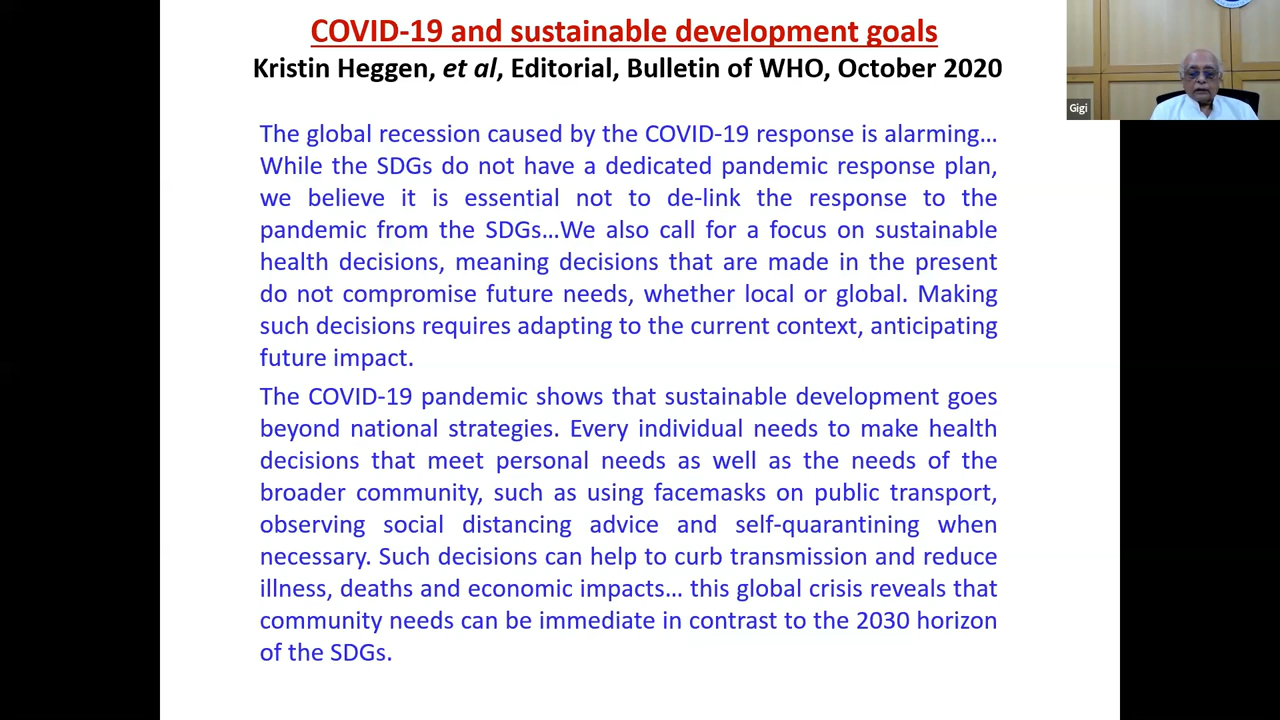 COVID-19 and sustainable development goals
Kristin Heggen, et al, Editorial, Bulletin of WHO, October 2020
Gigi
The global recession caused by the COVID-19 response is alarming…
While the SDGs do not have a dedicated pandemic response plan,
we believe it is essential not to de-link the response to the
pandemic from the SDGs…We also call for a focus on sustainable
health decisions, meaning decisions that are made in the present
do not compromise future needs, whether local or global. Making
such decisions requires adapting to the current context, anticipating
future impact.
The COVID-19 pandemic shows that sustainable development goes
beyond national strategies. Every individual needs to make health
decisions that meet personal needs as well as the needs of the
broader community, such as using facemasks on public transport,
observing social distancing advice and self-quarantining when
necessary. Such decisions can help to curb transmission and reduce
illness, deaths and economic impacts… this global crisis reveals that
community needs can be immediate in contrast to the 2030 horizon
of the SDGs.